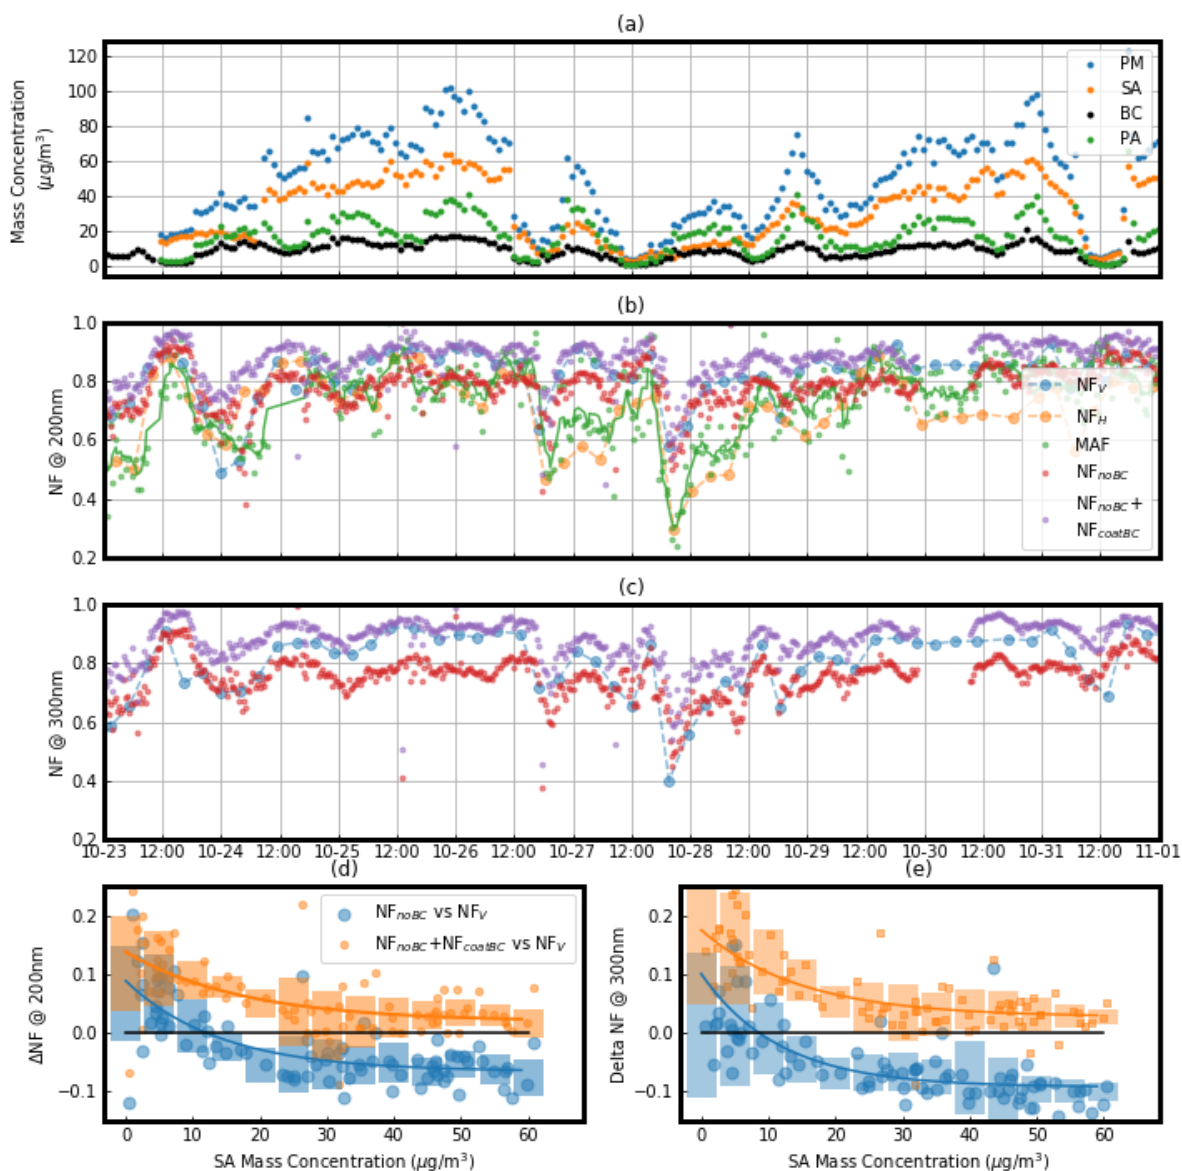 (a)
Mass Concentration
(μg/m³)
120
100
80
60
40
20
0
PM
SA
BC
PA
(b)
NF @ 200nm
1.0
0.8
0.6
0.4
0.2
NF_V
NF_H
MAF
NF_noBC
NF_noBC+
NF_coatBC
(c)
NF @ 300nm
1.0
0.8
0.6
0.4
0.2
10-23 12:00 10-24 12:00 10-25 12:00 10-26 12:00 10-27 12:00 10-28 12:00 10-29 12:00 10-30 12:00 10-31 12:00 11-01
(d)
ΔNF @ 200nm
0.2
0.1
0.0
−0.1
NF_noBC vs NF_V
NF_noBC+NF_coatBC vs NF_V
0 10 20 30 40 50 60
SA Mass Concentration (μg/m³)
(e)
Delta NF @ 300nm
0.2
0.1
0.0
−0.1
0 10 20 30 40 50 60
SA Mass Concentration (μg/m³)